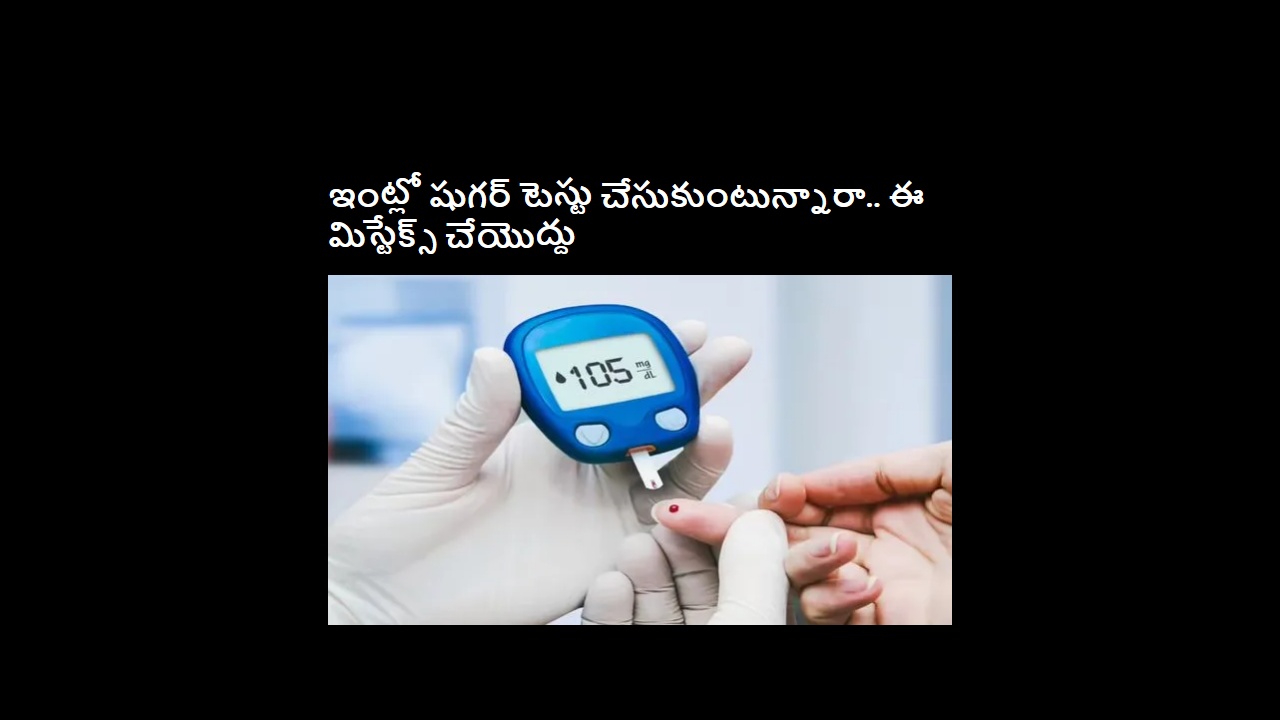 ఇంట్లో షుగర్ టెస్టు చేసుకుంటున్నారా.. ఈ
మిస్టేక్స్ చేయొద్దు
105 mg
dL